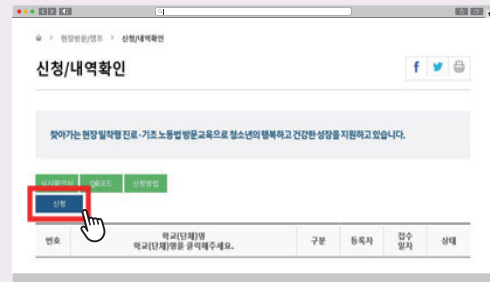 현장방문/캠프 > 신청/내역확인
신청/내역확인
찾아가는 현장 밀착형 진로·기초 노동법 방문교육으로 청소년의 행복하고 건강한 성장을 지원하고 있습니다.
QR코드 신청방법
신청
번호 학교(단체)명 구분 등록자 접수 상태
학교(단체)명을 클릭해주세요. 일자